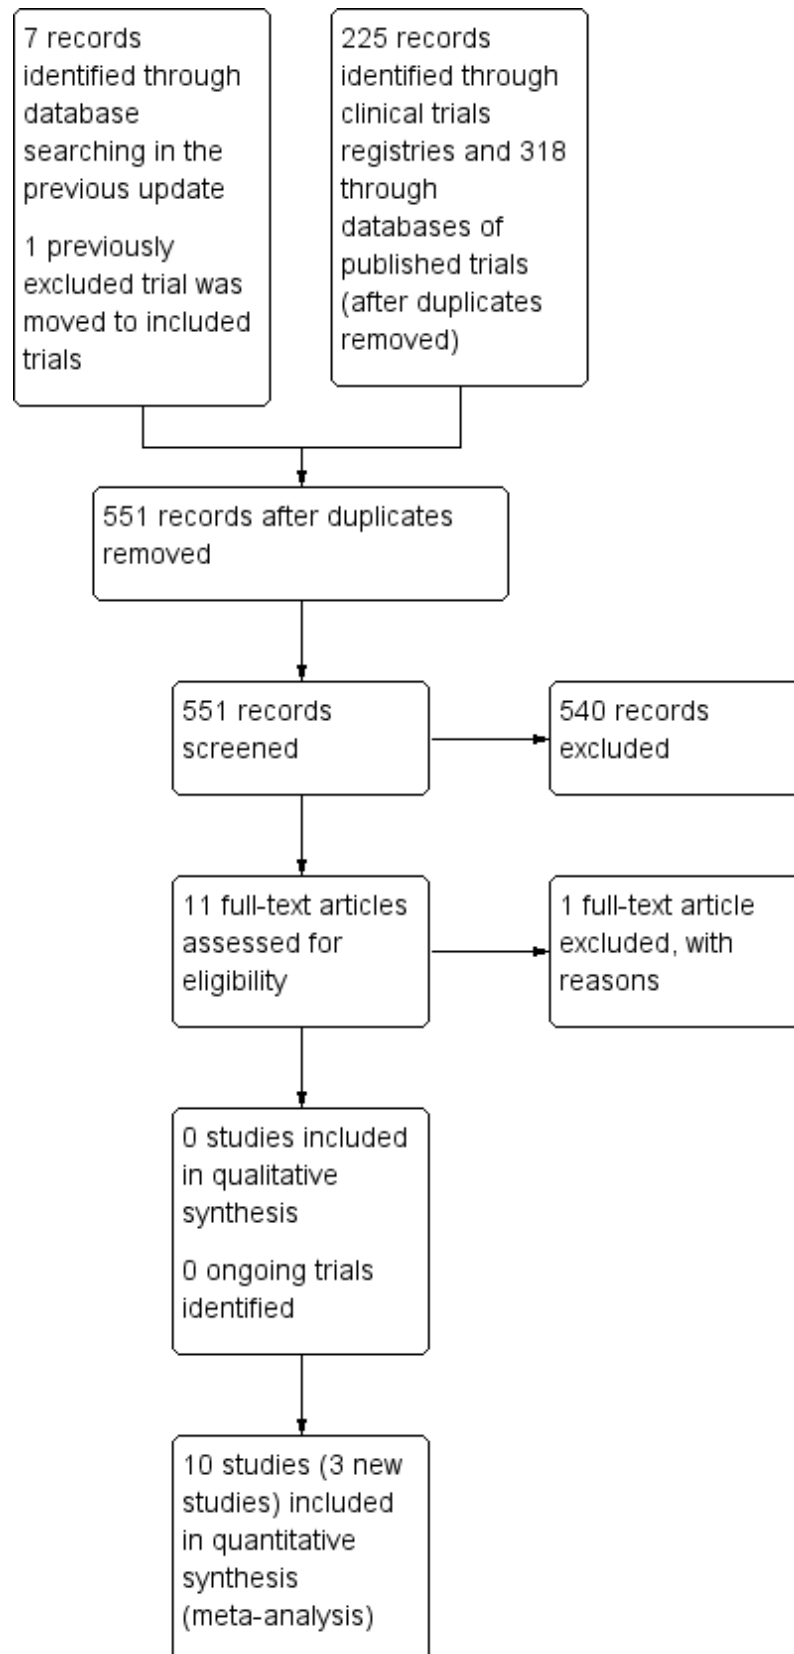 7 records
identified through
database
searching in the
previous update
1 previously
excluded trial was
moved to included
trials
225 records
identified through
clinical trials
registries and 318
through
databases of
published trials
(after duplicates
removed)
551 records after duplicates
removed
551 records
screened
540 records
excluded
11 full-text articles
assessed for
eligibility
1 full-text article
excluded, with
reasons
0 studies included
in qualitative
synthesis
0 ongoing trials
identified
10 studies (3 new
studies) included
in quantitative
synthesis
(meta-analysis)